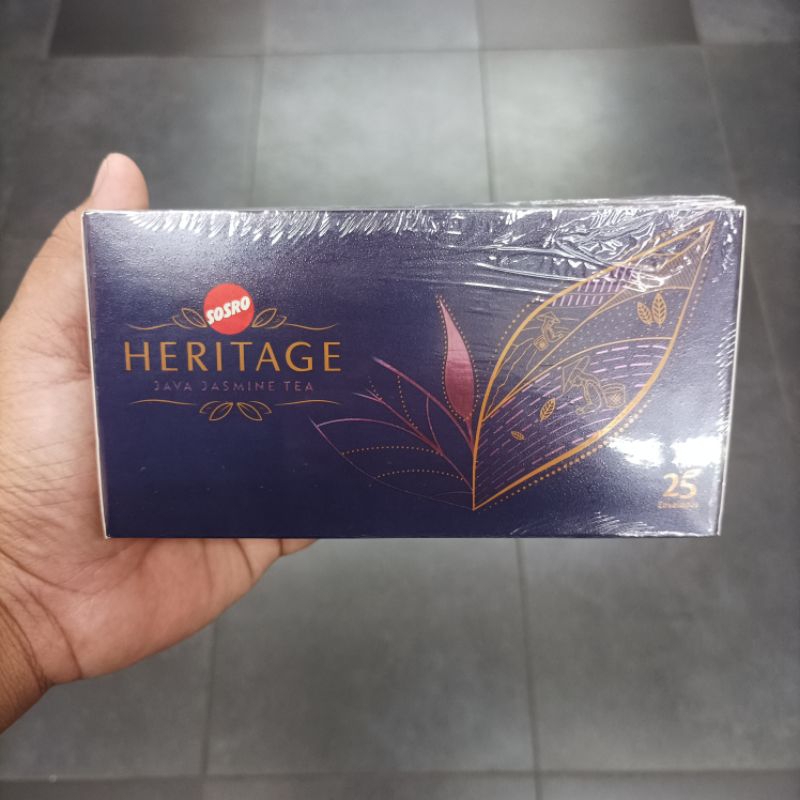 SOSRO
HERITAGE
JAVA JASMINE TEA
25